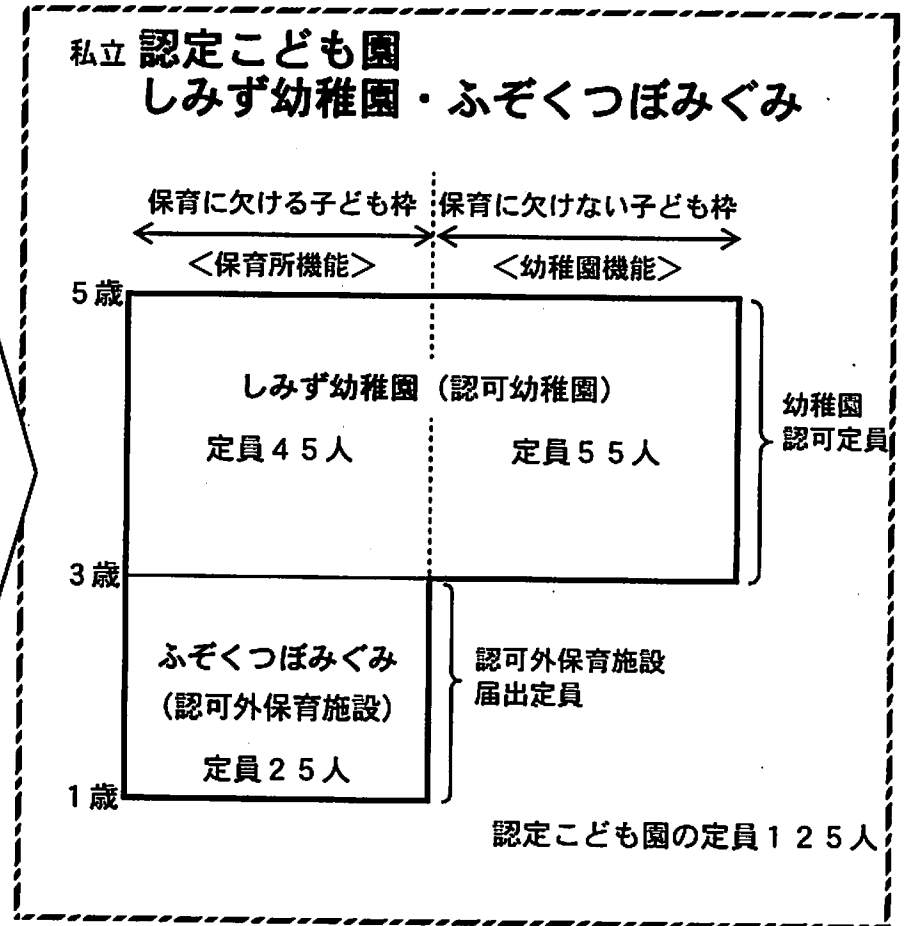 私立 認定こども園
しみず幼稚園・ふぞくつぼみぐみ
保育に欠ける子ども枠 保育に欠けない子ども枠
<保育所機能> <幼稚園機能>
5歳
しみず幼稚園(認可幼稚園)
定員45人 定員55人
幼稚園
認可定員
3歳
ふぞくつぼみぐみ
(認可外保育施設)
定員25人
認可外保育施設
届出定員
1歳
認定こども園の定員125人